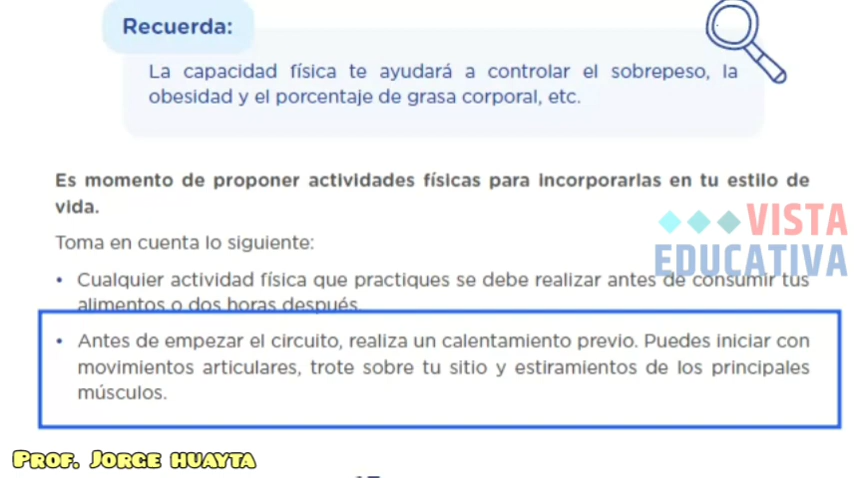 Recuerda:
La capacidad física te ayudará a controlar el sobrepeso, la
obesidad y el porcentaje de grasa corporal, etc.
Es momento de proponer actividades físicas para incorporarlas en tu estilo de
vida.
VISTA
EDUCATIVA
Toma en cuenta lo siguiente:
• Cualquier actividad física que practiques se debe realizar antes de consumir tus
alimentos o dos horas después.
• Antes de empezar el circuito, realiza un calentamiento previo. Puedes iniciar con
movimientos articulares, trote sobre tu sitio y estiramientos de los principales
músculos.
Prof. Jorge huayta